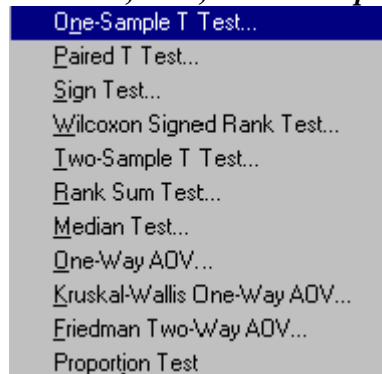 One-Sample T Test...
Paired T Test...
Sign Test...
Wilcoxon Signed Rank Test...
Two-Sample T Test...
Rank Sum Test...
Median Test...
One-Way AOV...
Kruskal-Wallis One-Way AOV...
Friedman Two-Way AOV...
Proportion Test